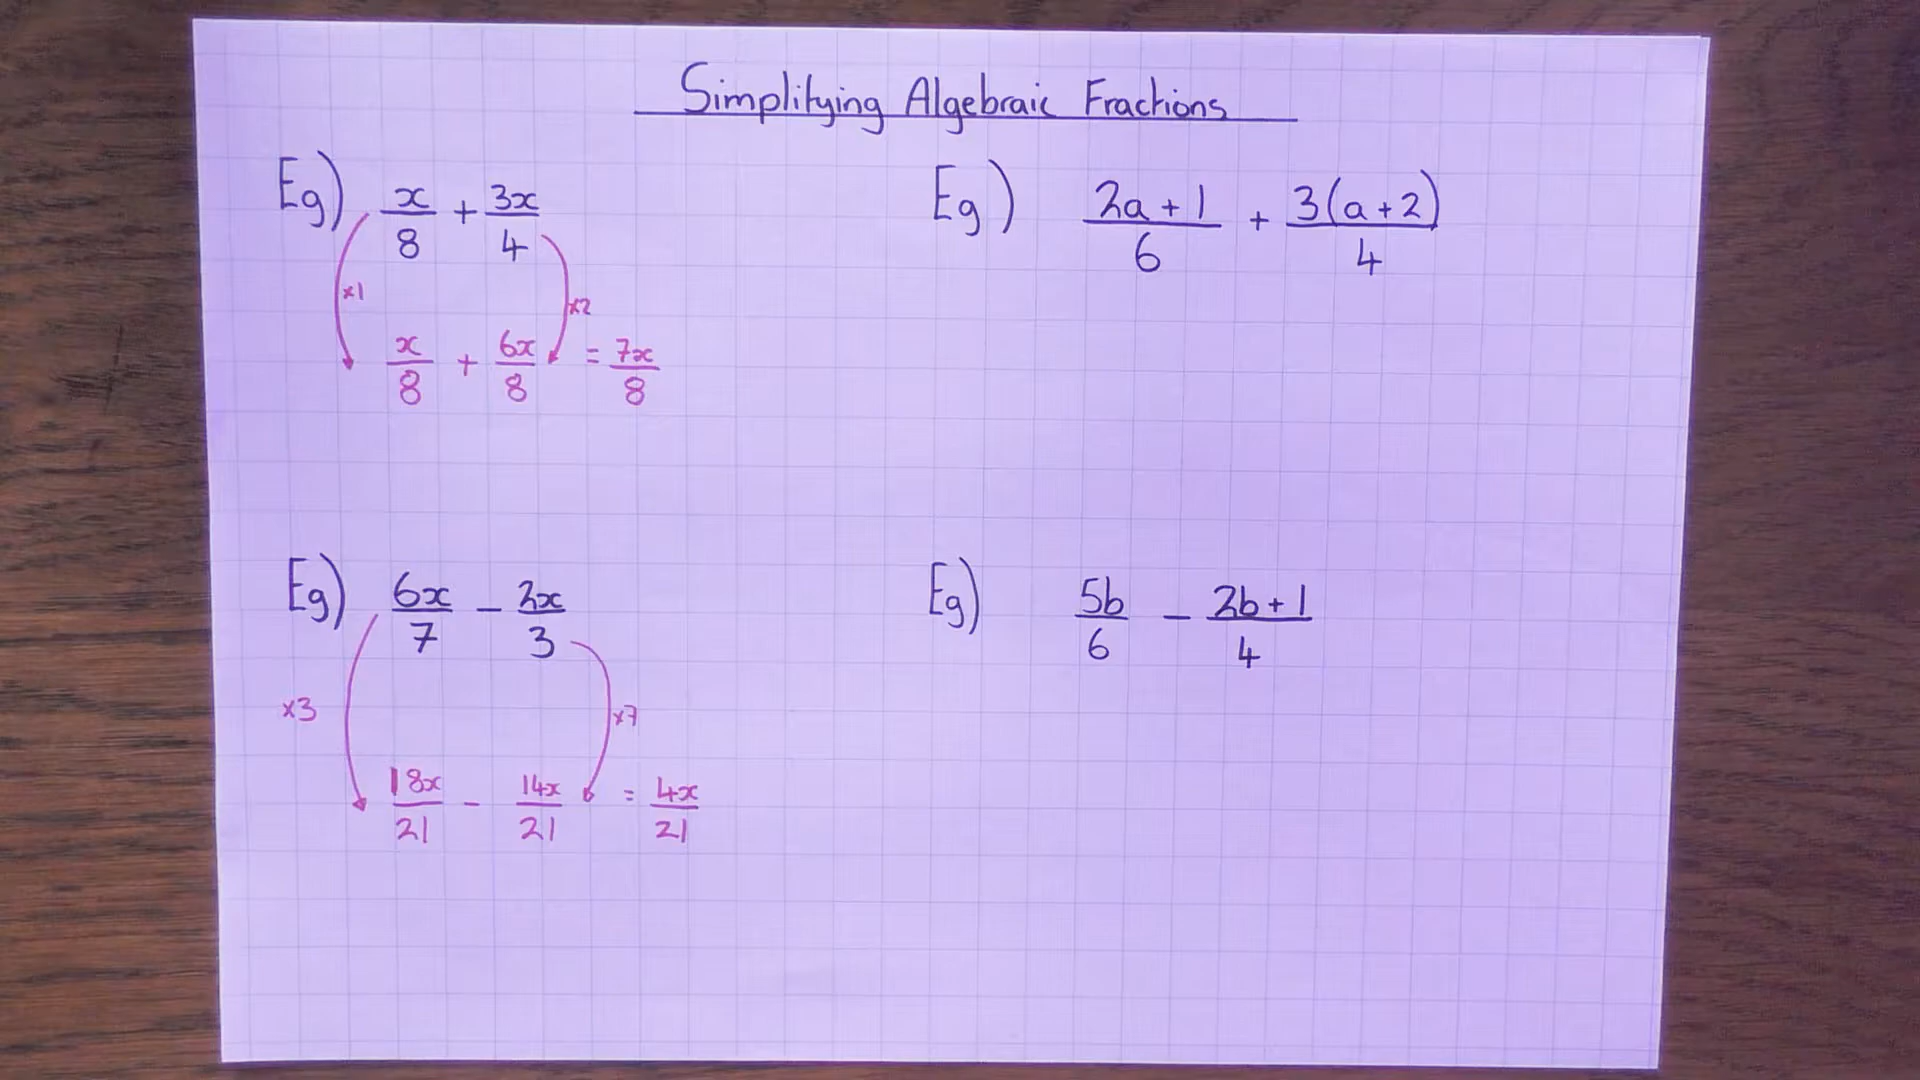 Simplifying Algebraic Fractions
Eg) x/8 + 3x/4
×1 ×2
x/8 + 6x/8 = 7x/8
Eg) 6x/7 - 2x/3
×3 ×7
18x/21 - 14x/21 = 4x/21
Eg) 2a+1/6 + 3(a+2)/4
Eg) 5b/6 - 2b+1/4